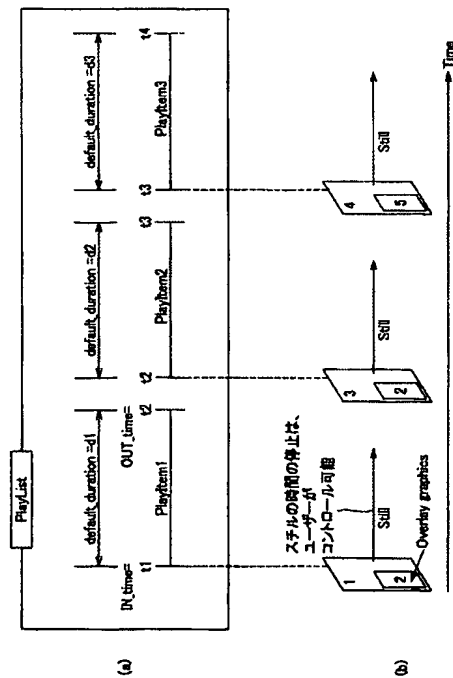 (a)
PlayList
default_duration =d1
default_duration =d2
default_duration =d3
IN_time=
OUT_time=
t1
t2
t2
t3
t3
t4
PlayItem1
PlayItem2
PlayItem3
(b)
ステルの時間の停止は、
ユーザーが
コントロール可能
1
2
Still
Overlay graphics
3
2
Still
4
5
Still
Time